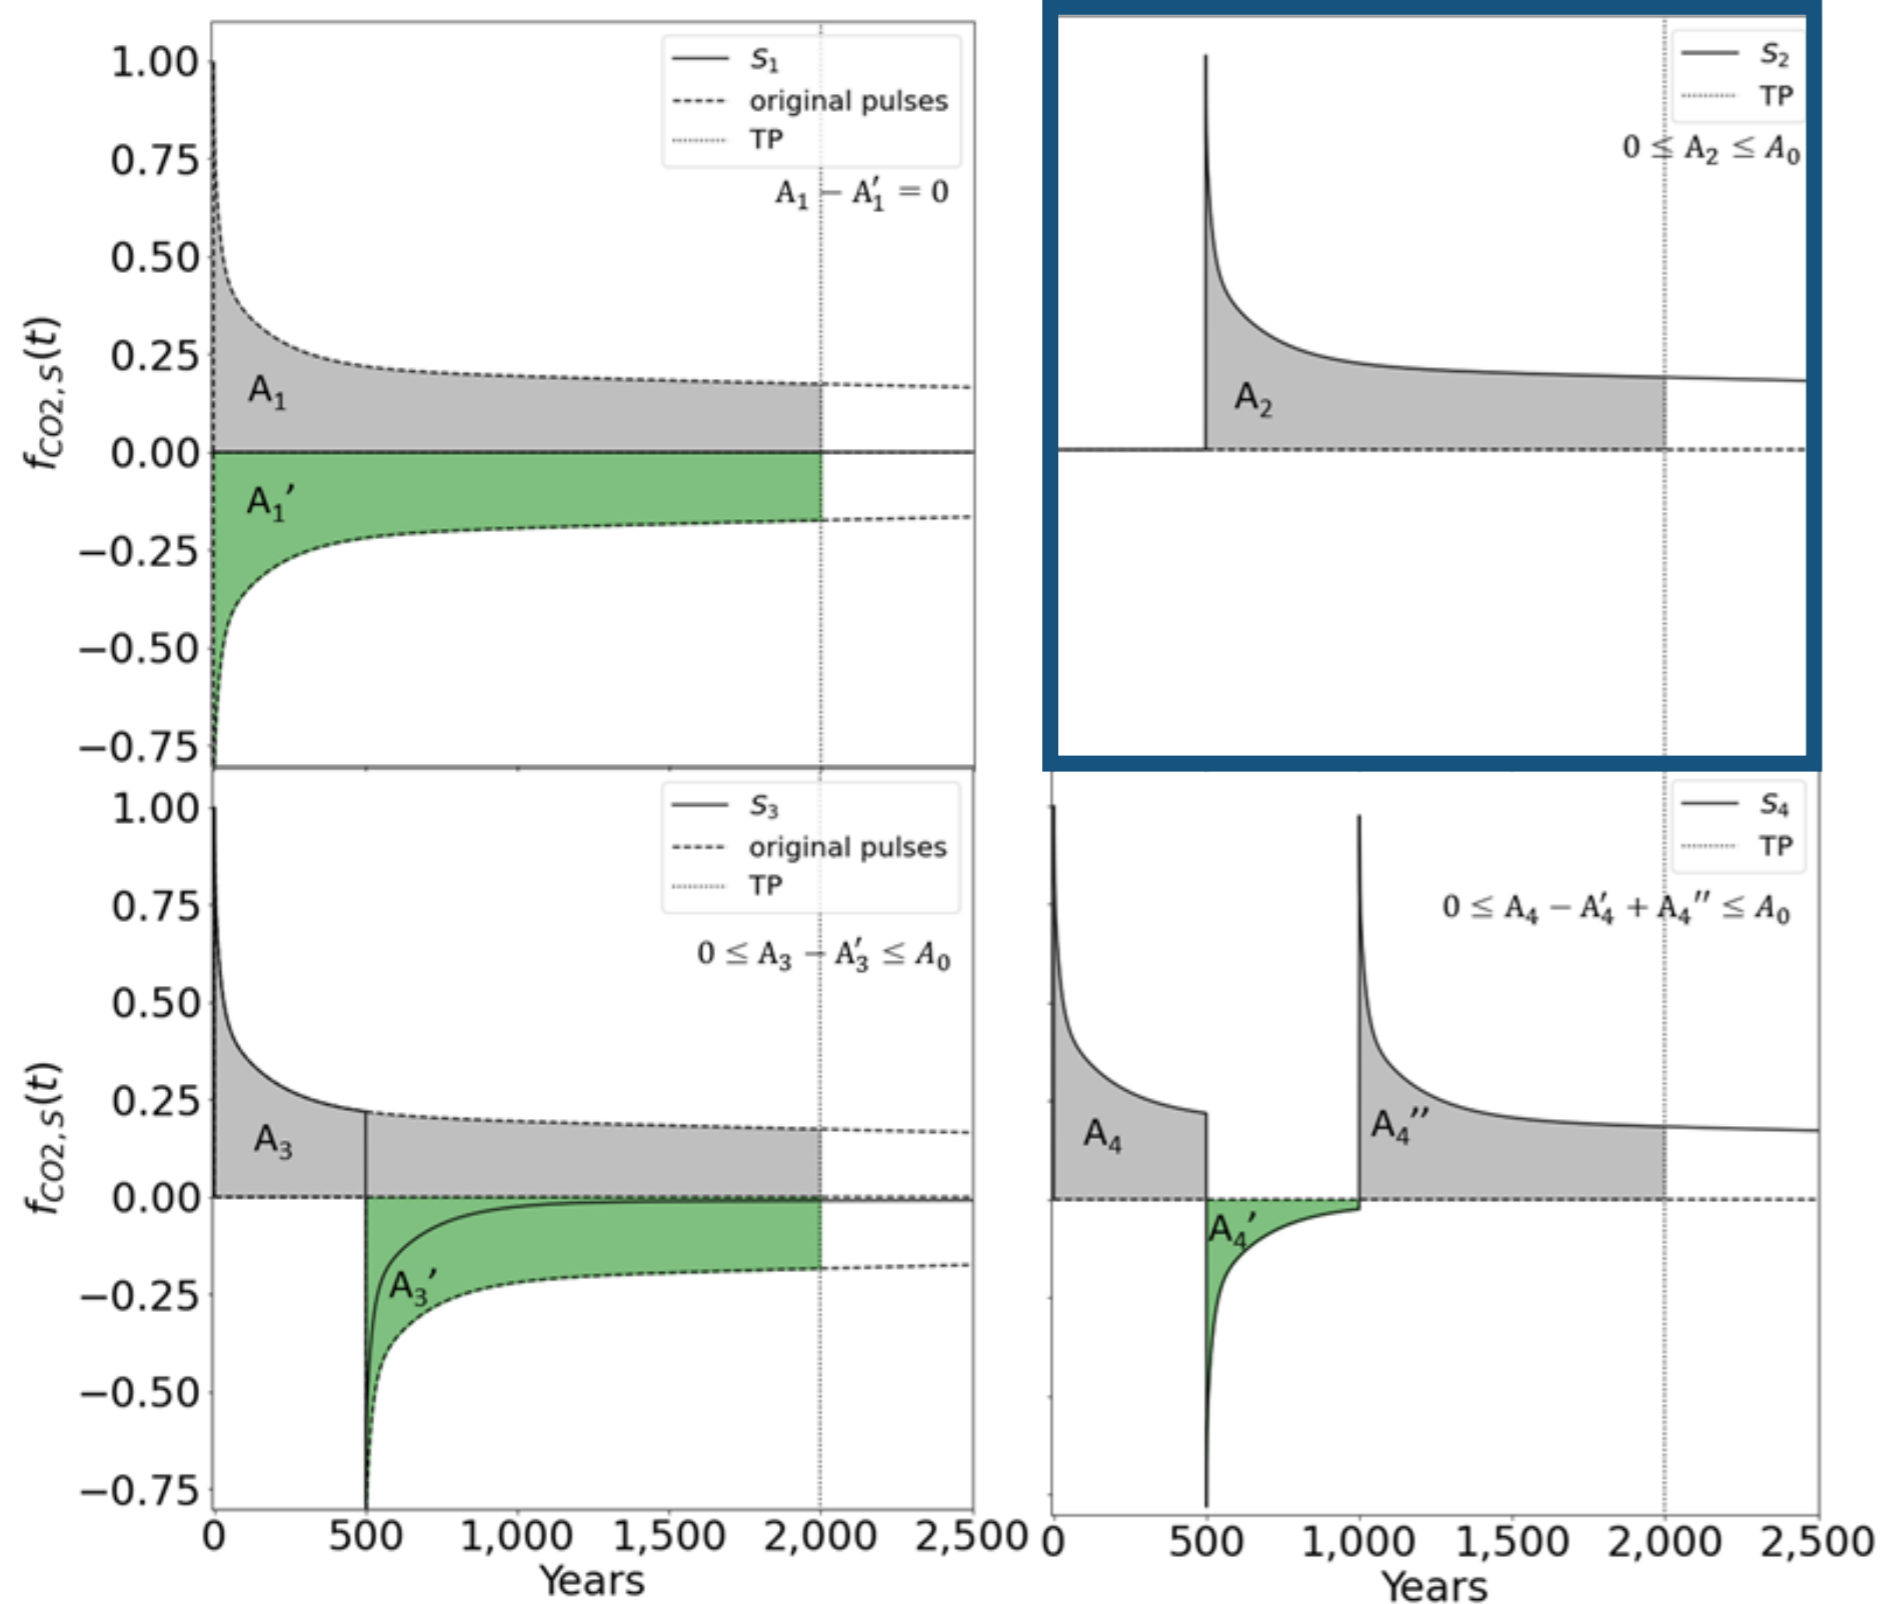 1.00
0.75
0.50
0.25
0.00
−0.25
−0.50
−0.75
f_CO2,s(t)
S₁
original pulses
TP
A₁ − A₁′ = 0
A₁
A₁′
S₂
TP
0 ≤ A₂ ≤ A₀
A₂
1.00
0.75
0.50
0.25
0.00
−0.25
−0.50
−0.75
f_CO2,s(t)
S₃
original pulses
TP
0 ≤ A₃ − A₃′ ≤ A₀
A₃
A₃′
0 500 1,000 1,500 2,000 2,500
Years
S₄
TP
0 ≤ A₄ − A₄′ + A₄″ ≤ A₀
A₄
A₄′
A₄″
0 500 1,000 1,500 2,000 2,500
Years